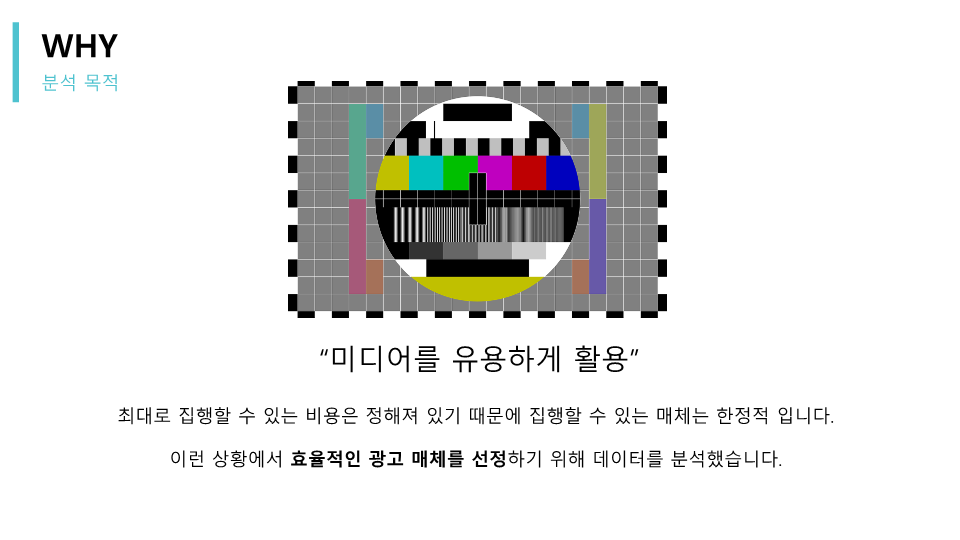 WHY
분석 목적
“미디어를 유용하게 활용”
최대로 집행할 수 있는 비용은 정해져 있기 때문에 집행할 수 있는 매체는 한정적 입니다.
이런 상황에서 효율적인 광고 매체를 선정하기 위해 데이터를 분석했습니다.